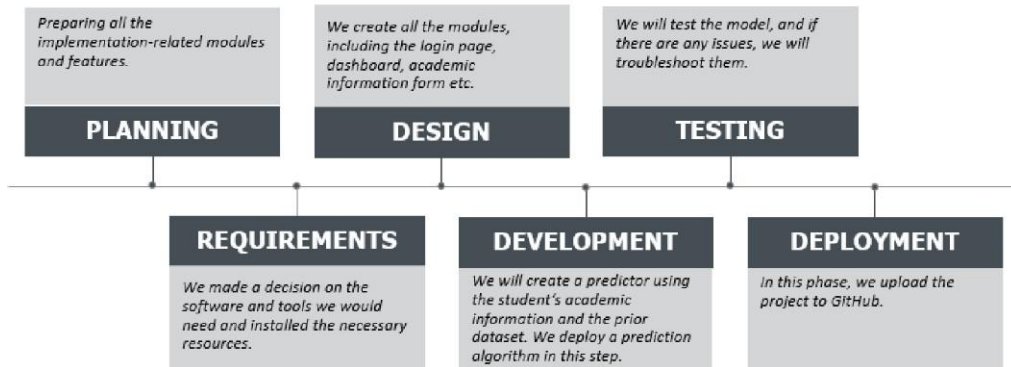 Preparing all the
implementation-related modules
and features.
PLANNING
We create all the modules,
including the login page,
dashboard, academic
information form etc.
DESIGN
We will test the model, and if
there are any issues, we will
troubleshoot them.
TESTING
REQUIREMENTS
We made a decision on the
software and tools we would
need and installed the necessary
resources.
DEVELOPMENT
We will create a predictor using
the student's academic
information and the prior
dataset. We deploy a prediction
algorithm in this step.
DEPLOYMENT
In this phase, we upload the
project to GitHub.